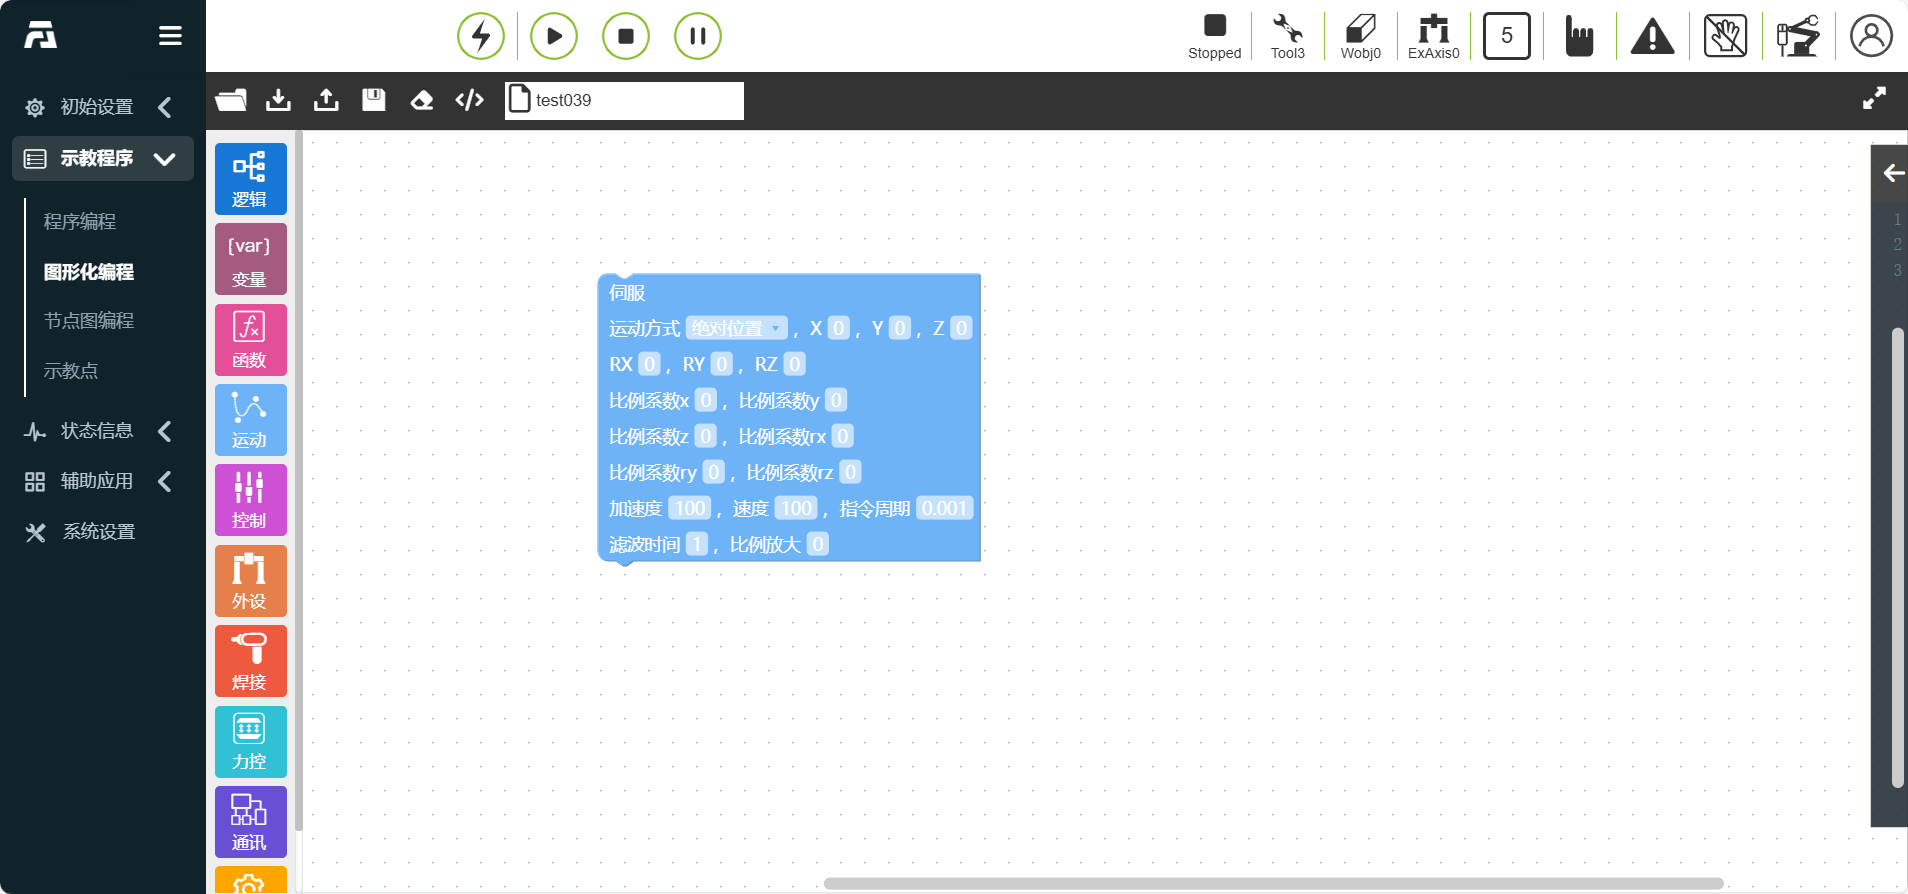 Stopped
Tool3
Wobj0
ExAxis0
5
test039
初始设置
示教程序
程序编程
图形化编程
节点图编程
示教点
状态信息
辅助应用
系统设置
逻辑
{var}
变量
函数
运动
控制
外设
焊接
力控
通讯
伺服
运动方式 绝对位置 , X 0 , Y 0 , Z 0
RX 0 , RY 0 , RZ 0
比例系数x 0 , 比例系数y 0
比例系数z 0 , 比例系数rx 0
比例系数ry 0 , 比例系数rz 0
加速度 100 , 速度 100 , 指令周期 0.001
滤波时间 1 , 比例放大 0
1
2
3